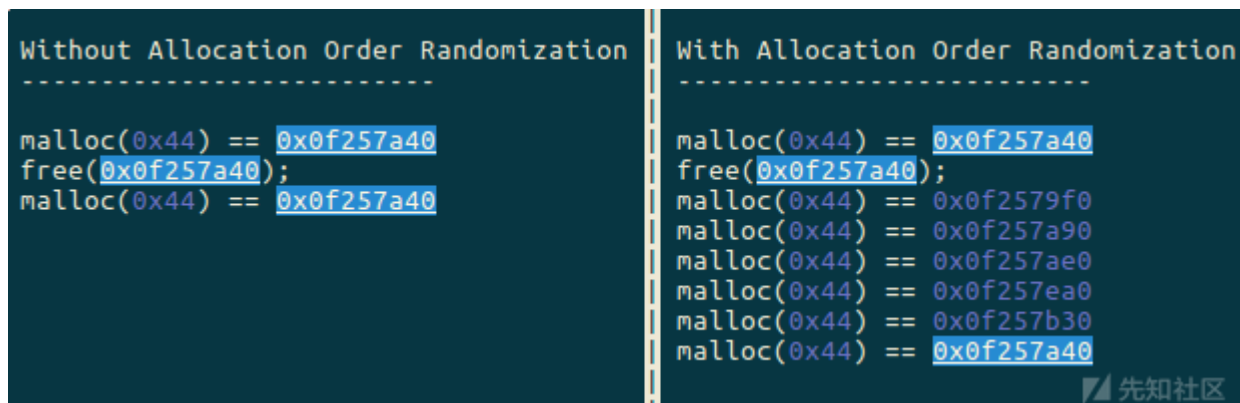 Without Allocation Order Randomization
----------------------------
malloc(0x44) == 0x0f257a40
free(0x0f257a40);
malloc(0x44) == 0x0f257a40
With Allocation Order Randomization
----------------------------
malloc(0x44) == 0x0f257a40
free(0x0f257a40);
malloc(0x44) == 0x0f2579f0
malloc(0x44) == 0x0f257a90
malloc(0x44) == 0x0f257ae0
malloc(0x44) == 0x0f257ea0
malloc(0x44) == 0x0f257b30
malloc(0x44) == 0x0f257a40
先知社区